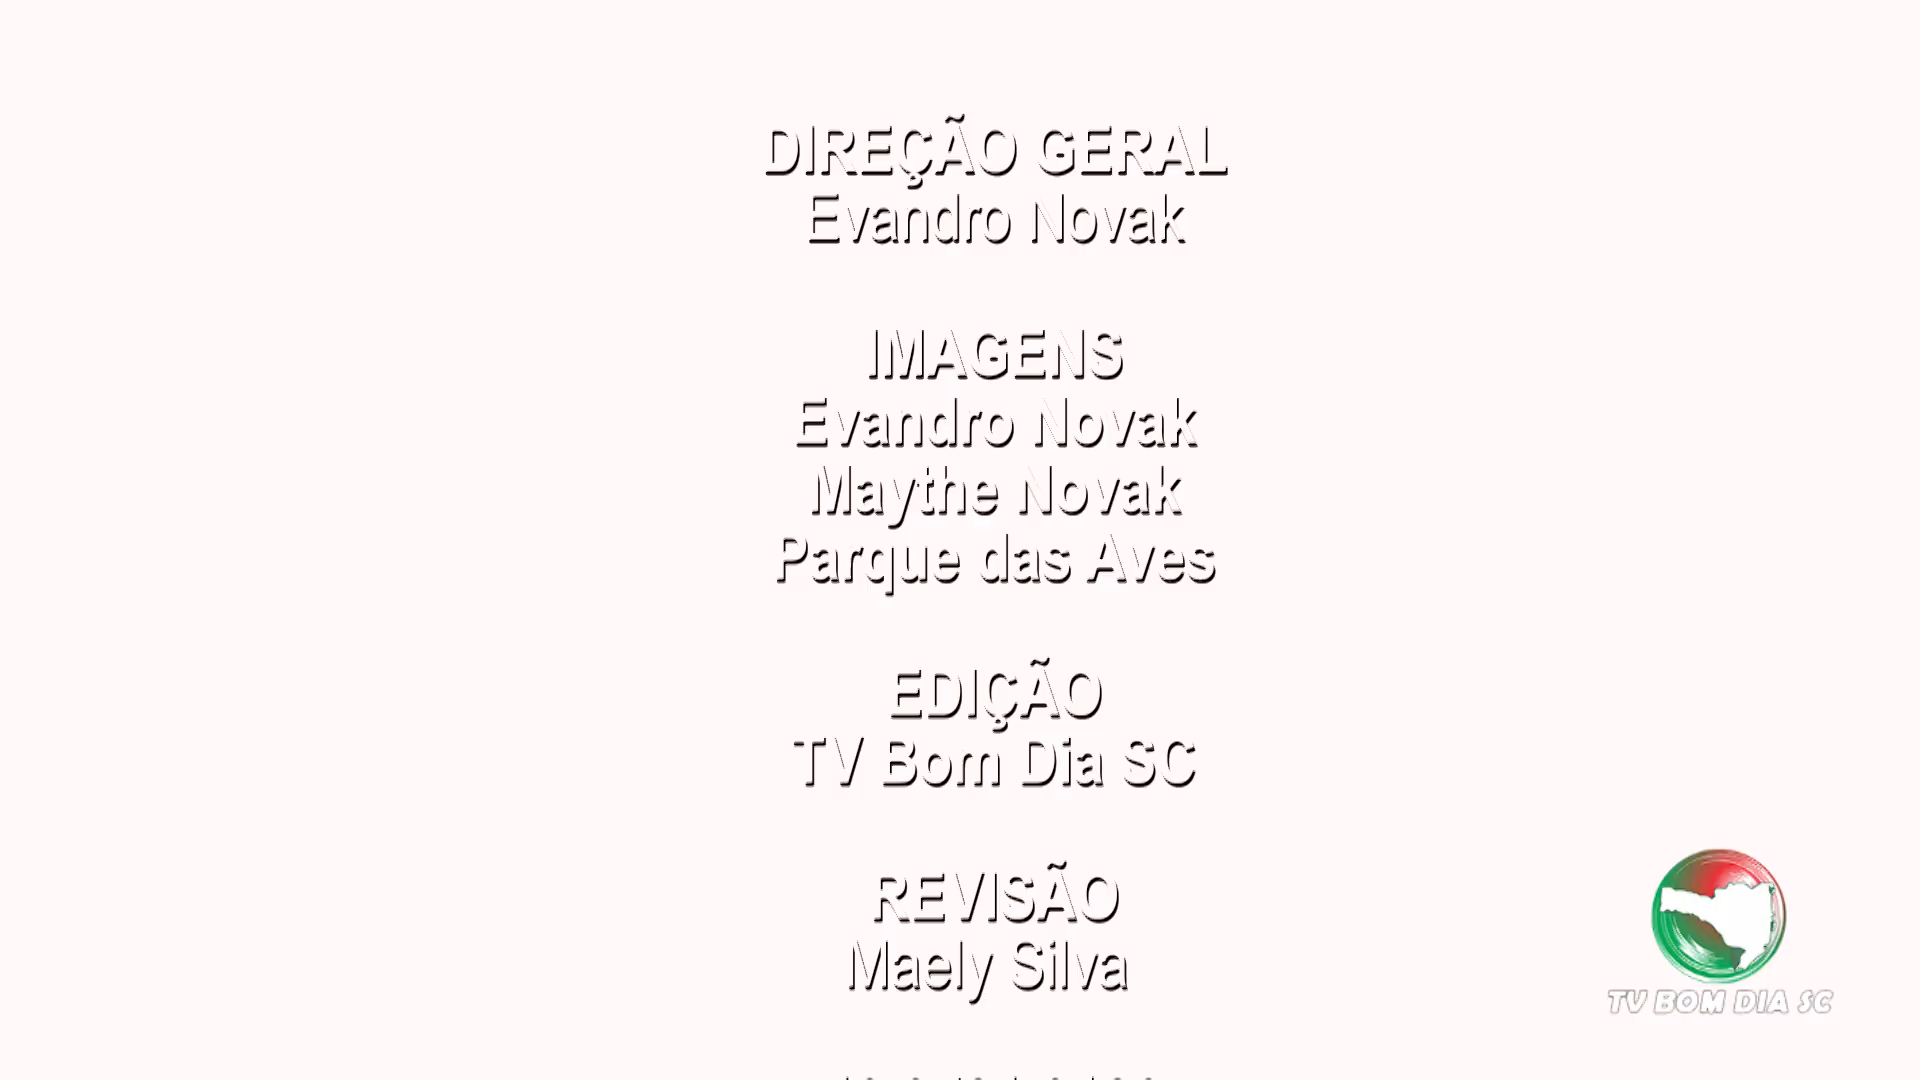 DIREÇÃO GERAL
Evandro Novak
IMAGENS
Evandro Novak
Maythe Novak
Parque das Aves
EDIÇÃO
TV Bom Dia SC
REVISÃO
Maely Silva
TV BOM DIA SC